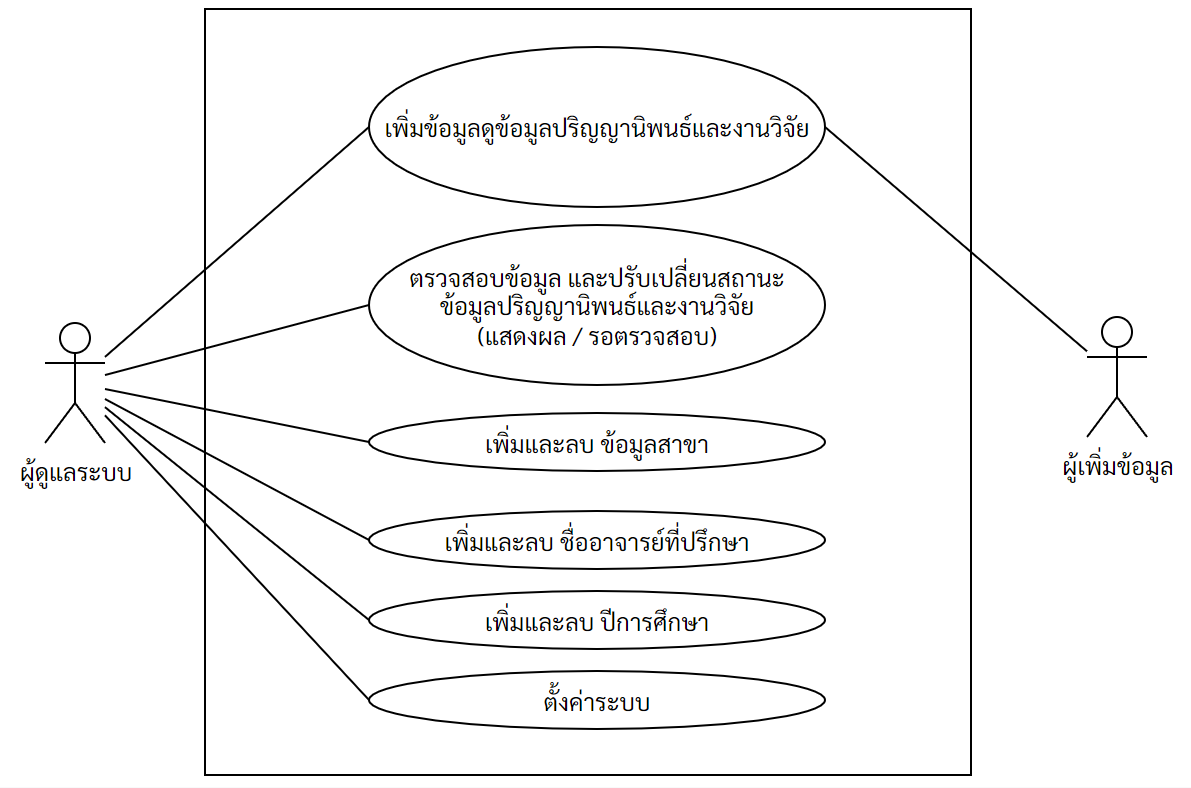 เพิ่มข้อมูลดูข้อมูลปริญญานิพนธ์และงานวิจัย
ตรวจสอบข้อมูล และปรับเปลี่ยนสถานะ
ข้อมูลปริญญานิพนธ์และงานวิจัย
(แสดงผล / รอตรวจสอบ)
เพิ่มและลบ ข้อมูลสาขา
ผู้ดูแลระบบ
ผู้เพิ่มข้อมูล
เพิ่มและลบ ชื่ออาจารย์ที่ปรึกษา
เพิ่มและลบ ปีการศึกษา
ตั้งค่าระบบ